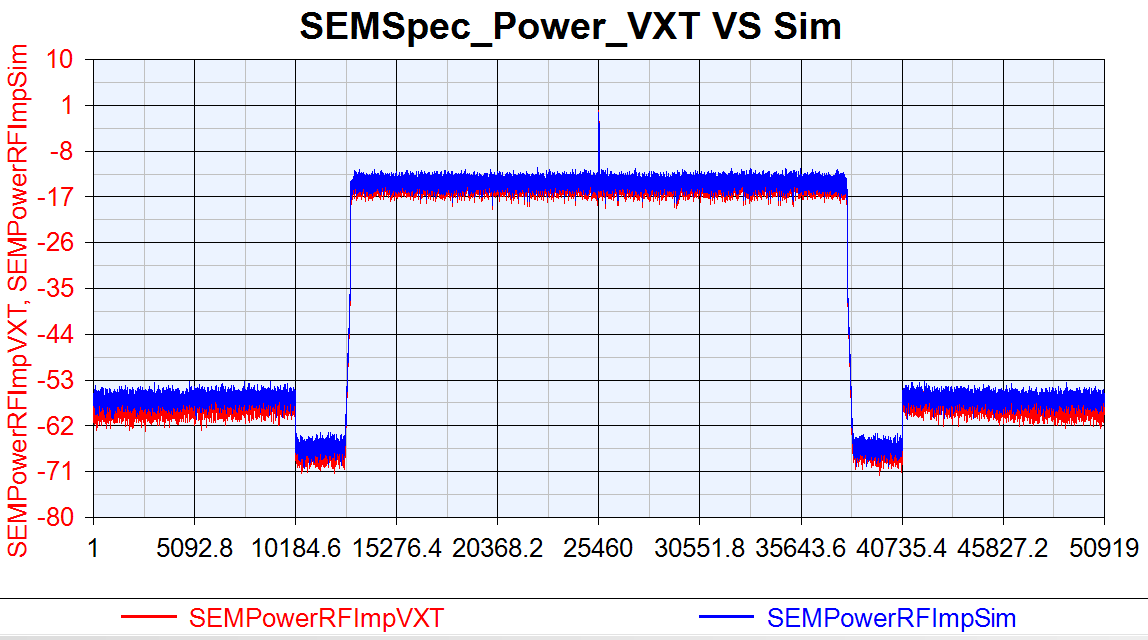 SEMSpec_Power_VXT VS Sim
SEMPowerRFImpVXT, SEMPowerRFImpSim
10
1
-8
-17
-26
-35
-44
-53
-62
-71
-80
1 5092.8 10184.6 15276.4 20368.2 25460 30551.8 35643.6 40735.4 45827.2 50919
SEMPowerRFImpVXT SEMPowerRFImpSim